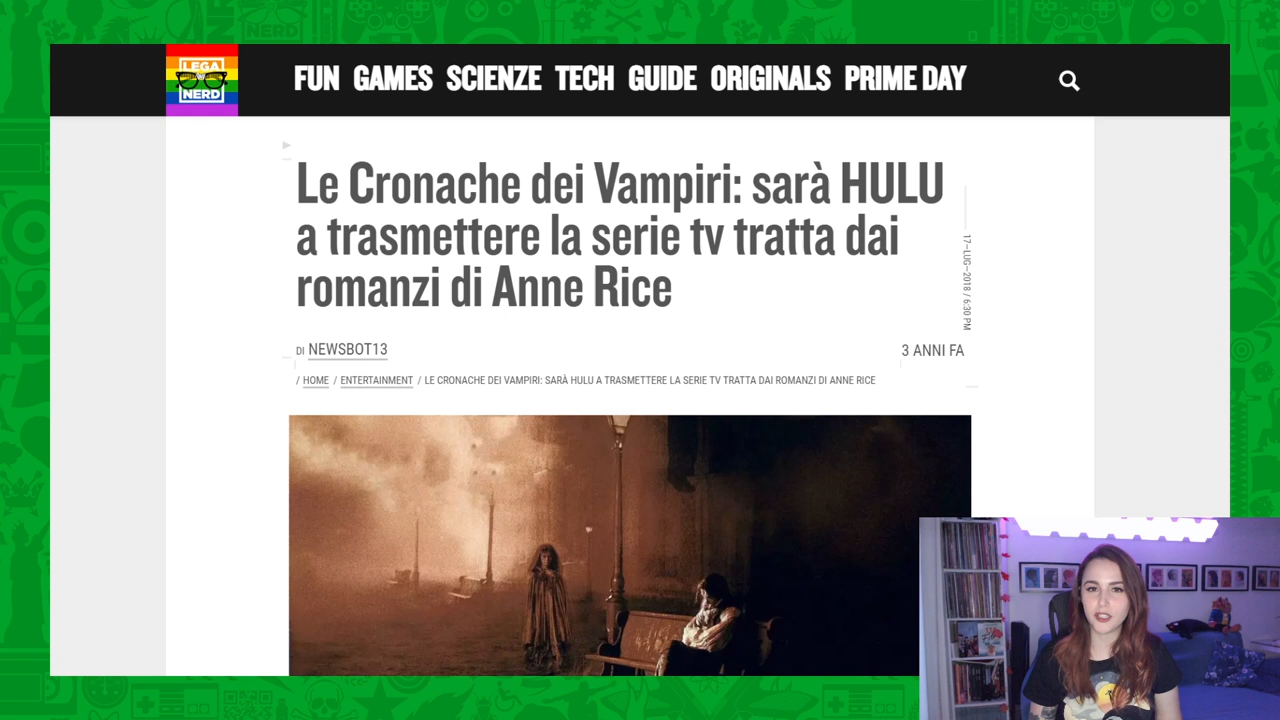 LEGA
NERD
FUN GAMES SCIENZE TECH GUIDE ORIGINALS PRIME DAY
Le Cronache dei Vampiri: sarà HULU
a trasmettere la serie tv tratta dai
romanzi di Anne Rice
17-LUG-2018 / 6:30 PM
DI NEWSBOT13
3 ANNI FA
/ HOME / ENTERTAINMENT / LE CRONACHE DEI VAMPIRI: SARÀ HULU A TRASMETTERE LA SERIE TV TRATTA DAI ROMANZI DI ANNE RICE